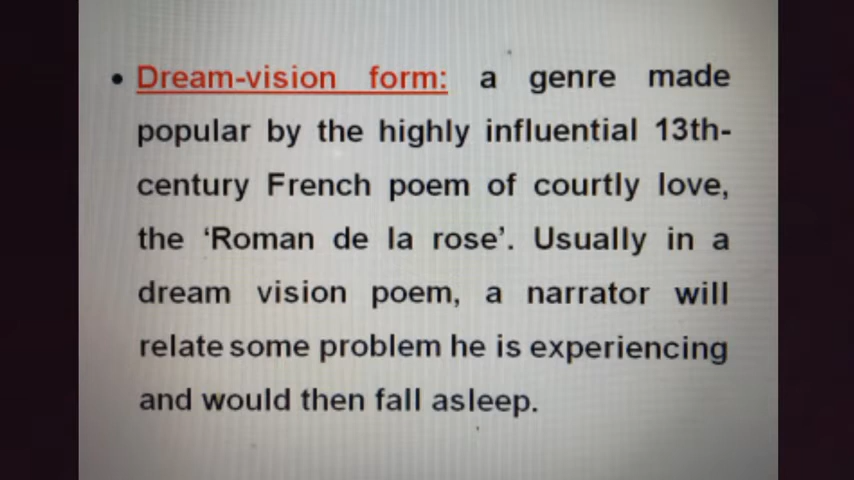 • Dream-vision form: a genre made
popular by the highly influential 13th-
century French poem of courtly love,
the ‘Roman de la rose’. Usually in a
dream vision poem, a narrator will
relate some problem he is experiencing
and would then fall asleep.